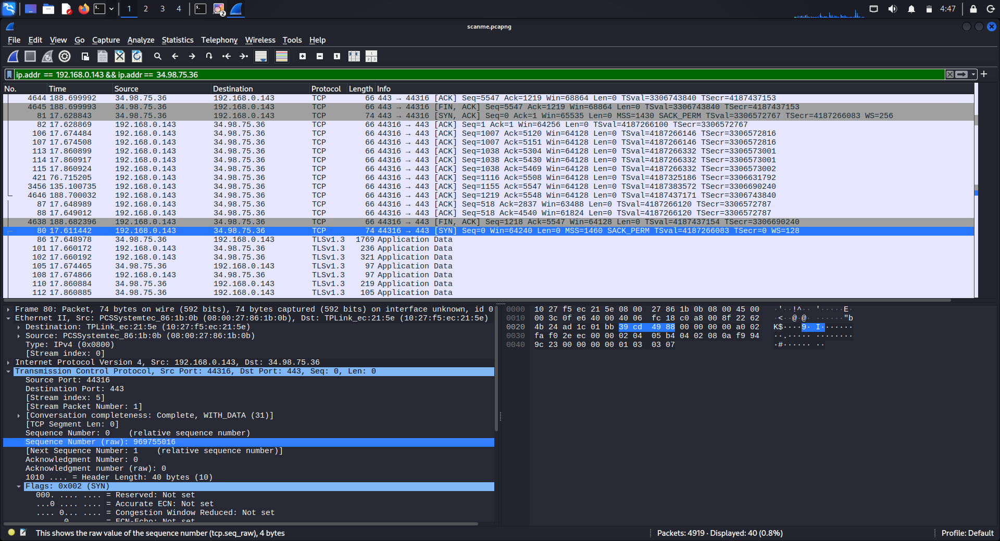 1 2 3 4 2 4:47
scanme.pcapng
File Edit View Go Capture Analyze Statistics Telephony Wireless Tools Help
ip.addr == 192.168.0.143 && ip.addr == 34.98.75.36
No. Time Source Destination Protocol Length Info
4644 188.699992 34.98.75.36 192.168.0.143 TCP 66 443 → 44316 [ACK] Seq=5547 Ack=1219 Win=68864 Len=0 TSval=3306743840 TSecr=4187437153
4645 188.699993 34.98.75.36 192.168.0.143 TCP 66 443 → 44316 [FIN, ACK] Seq=5547 Ack=1219 Win=68864 Len=0 TSval=3306743840 TSecr=4187437153
81 17.628843 34.98.75.36 192.168.0.143 TCP 74 443 → 44316 [SYN, ACK] Seq=0 Ack=1 Win=65535 Len=0 MSS=1430 SACK_PERM TSval=3306572767 TSecr=4187266083 WS=256
82 17.628869 192.168.0.143 34.98.75.36 TCP 66 44316 → 443 [ACK] Seq=1 Ack=1 Win=64256 Len=0 TSval=4187266100 TSecr=3306572767
106 17.674484 192.168.0.143 34.98.75.36 TCP 66 44316 → 443 [ACK] Seq=1007 Ack=5120 Win=64128 Len=0 TSval=4187266146 TSecr=3306572816
107 17.674508 192.168.0.143 34.98.75.36 TCP 66 44316 → 443 [ACK] Seq=1007 Ack=5151 Win=64128 Len=0 TSval=4187266146 TSecr=3306572816
113 17.860899 192.168.0.143 34.98.75.36 TCP 66 44316 → 443 [ACK] Seq=1038 Ack=5304 Win=64128 Len=0 TSval=4187266332 TSecr=3306573001
114 17.860917 192.168.0.143 34.98.75.36 TCP 66 44316 → 443 [ACK] Seq=1038 Ack=5430 Win=64128 Len=0 TSval=4187266332 TSecr=3306573001
115 17.860924 192.168.0.143 34.98.75.36 TCP 66 44316 → 443 [ACK] Seq=1038 Ack=5469 Win=64128 Len=0 TSval=4187266332 TSecr=3306573002
421 76.715205 192.168.0.143 34.98.75.36 TCP 66 44316 → 443 [ACK] Seq=1116 Ack=5508 Win=64128 Len=0 TSval=4187325186 TSecr=3306631792
3456 135.100735 192.168.0.143 34.98.75.36 TCP 66 44316 → 443 [ACK] Seq=1155 Ack=5547 Win=64128 Len=0 TSval=4187383572 TSecr=3306690240
4646 188.700032 192.168.0.143 34.98.75.36 TCP 66 44316 → 443 [ACK] Seq=1219 Ack=5548 Win=64128 Len=0 TSval=4187437171 TSecr=3306743840
87 17.648989 192.168.0.143 34.98.75.36 TCP 66 44316 → 443 [ACK] Seq=518 Ack=2837 Win=63488 Len=0 TSval=4187266120 TSecr=3306572787
88 17.649012 192.168.0.143 34.98.75.36 TCP 66 44316 → 443 [ACK] Seq=518 Ack=4540 Win=61824 Len=0 TSval=4187266120 TSecr=3306572787
4638 188.682396 192.168.0.143 34.98.75.36 TCP 66 44316 → 443 [FIN, ACK] Seq=1218 Ack=5547 Win=64128 Len=0 TSval=4187437154 TSecr=3306690240
80 17.611442 192.168.0.143 34.98.75.36 TCP 74 44316 → 443 [SYN] Seq=0 Win=64240 Len=0 MSS=1460 SACK_PERM TSval=4187266083 TSecr=0 WS=128
86 17.648978 34.98.75.36 192.168.0.143 TLSv1.3 1769 Application Data
101 17.660172 192.168.0.143 34.98.75.36 TLSv1.3 236 Application Data
102 17.660192 192.168.0.143 34.98.75.36 TLSv1.3 321 Application Data
105 17.674465 34.98.75.36 192.168.0.143 TLSv1.3 97 Application Data
108 17.674866 192.168.0.143 34.98.75.36 TLSv1.3 97 Application Data
110 17.860884 34.98.75.36 192.168.0.143 TLSv1.3 219 Application Data
112 17.860885 34.98.75.36 192.168.0.143 TLSv1.3 105 Application Data
Frame 80: Packet, 74 bytes on wire (592 bits), 74 bytes captured (592 bits) on interface unknown, id 0
Ethernet II, Src: PCSSystemtec_86:1b:0b (08:00:27:86:1b:0b), Dst: TPLink_ec:21:5e (10:27:f5:ec:21:5e)
Destination: TPLink_ec:21:5e (10:27:f5:ec:21:5e)
Source: PCSSystemtec_86:1b:0b (08:00:27:86:1b:0b)
Type: IPv4 (0x0800)
[Stream index: 0]
Internet Protocol Version 4, Src: 192.168.0.143, Dst: 34.98.75.36
Transmission Control Protocol, Src Port: 44316, Dst Port: 443, Seq: 0, Len: 0
Source Port: 44316
Destination Port: 443
[Stream index: 5]
[Stream Packet Number: 1]
[Conversation completeness: Complete, WITH_DATA (31)]
[TCP Segment Len: 0]
Sequence Number: 0 (relative sequence number)
Sequence Number (raw): 969755016
[Next Sequence Number: 1 (relative sequence number)]
Acknowledgment Number: 0
Acknowledgment number (raw): 0
1010 .... = Header Length: 40 bytes (10)
Flags: 0x002 (SYN)
000. .... .... = Reserved: Not set
...0 .... .... = Accurate ECN: Not set
.... 0... .... = Congestion Window Reduced: Not set
.... .0.. .... = ECN-Echo: Not set
0000 10 27 f5 ec 21 5e 08 00 27 86 1b 0b 08 00 45 00 ·'··!^·· '·····E·
0010 00 3c 0f e6 40 00 40 06 fc 18 c0 a8 00 8f 22 62 ·<··@·@· ······"b
0020 4b 24 ad 1c 01 bb 39 cd 49 88 00 00 00 00 a0 02 K$····9· I·······
0030 fa f0 2e ec 00 00 02 04 05 b4 04 02 08 0a f9 94 ··.····· ········
0040 9c 23 00 00 00 00 01 03 03 07 ·#······ ··
This shows the raw value of the sequence number (tcp.seq_raw), 4 bytes
Packets: 4919 · Displayed: 40 (0.8%)
Profile: Default